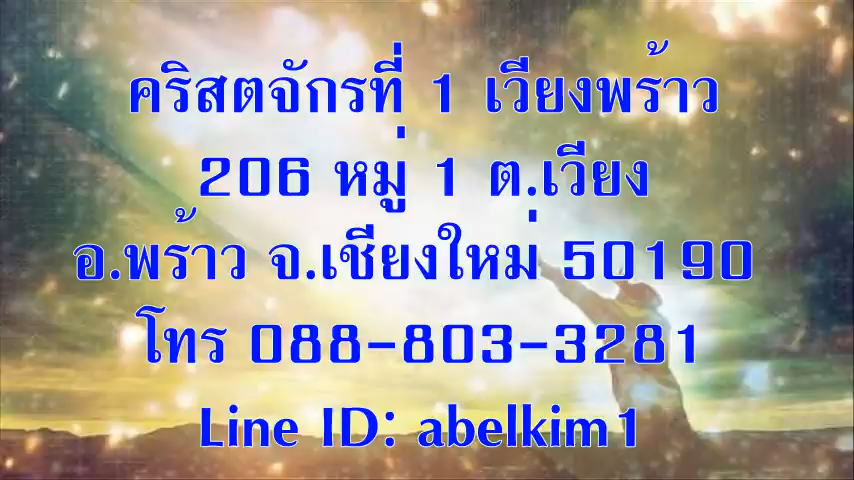 คริสตจักรที่ 1 เวียงพร้าว
206 หมู่ 1 ต.เวียง
อ.พร้าว จ.เชียงใหม่ 50190
โทร 088-803-3281
Line ID: abelkim1